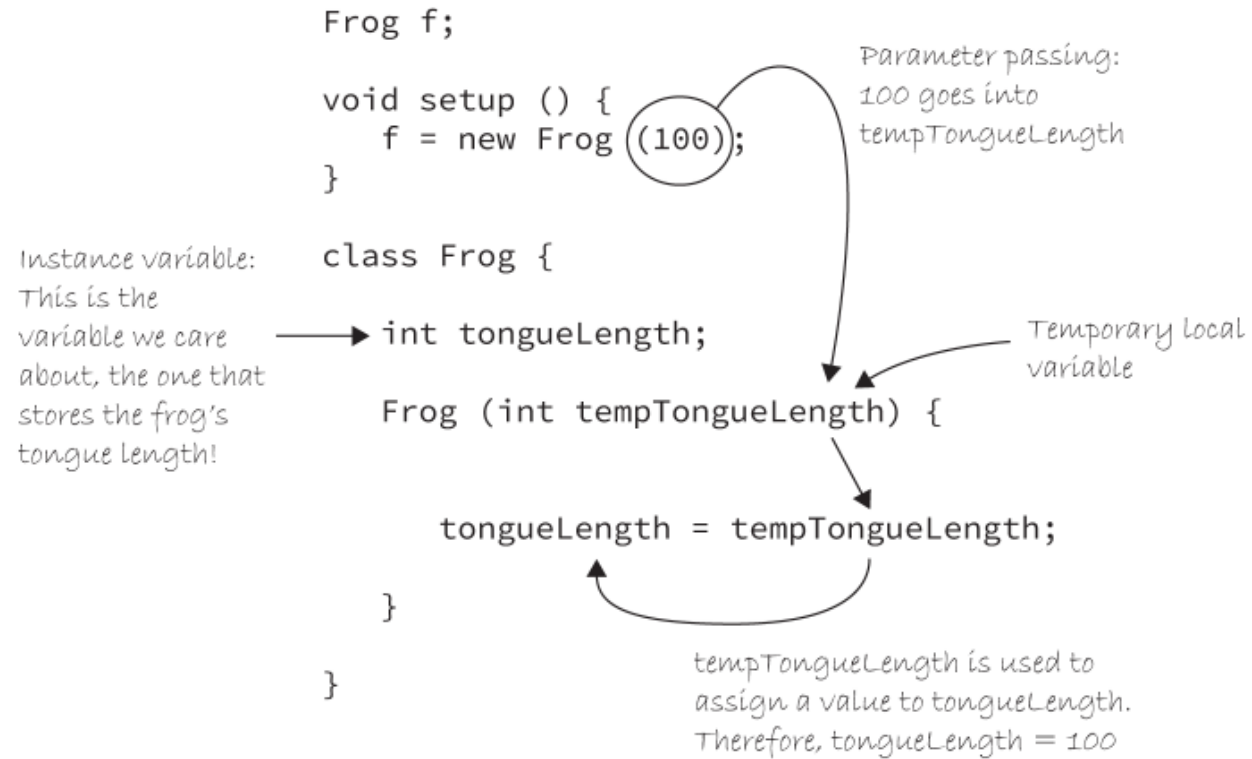 Frog f;
Parameter passing:
100 goes into
tempTongueLength
void setup () {
f = new Frog (100);
}
Instance variable:
This is the
variable we care
about, the one that
stores the frog's
tongue length!
class Frog {
int tongueLength;
Temporary local
variable
Frog (int tempTongueLength) {
tongueLength = tempTongueLength;
}
}
tempTongueLength is used to
assign a value to tongueLength.
Therefore, tongueLength = 100